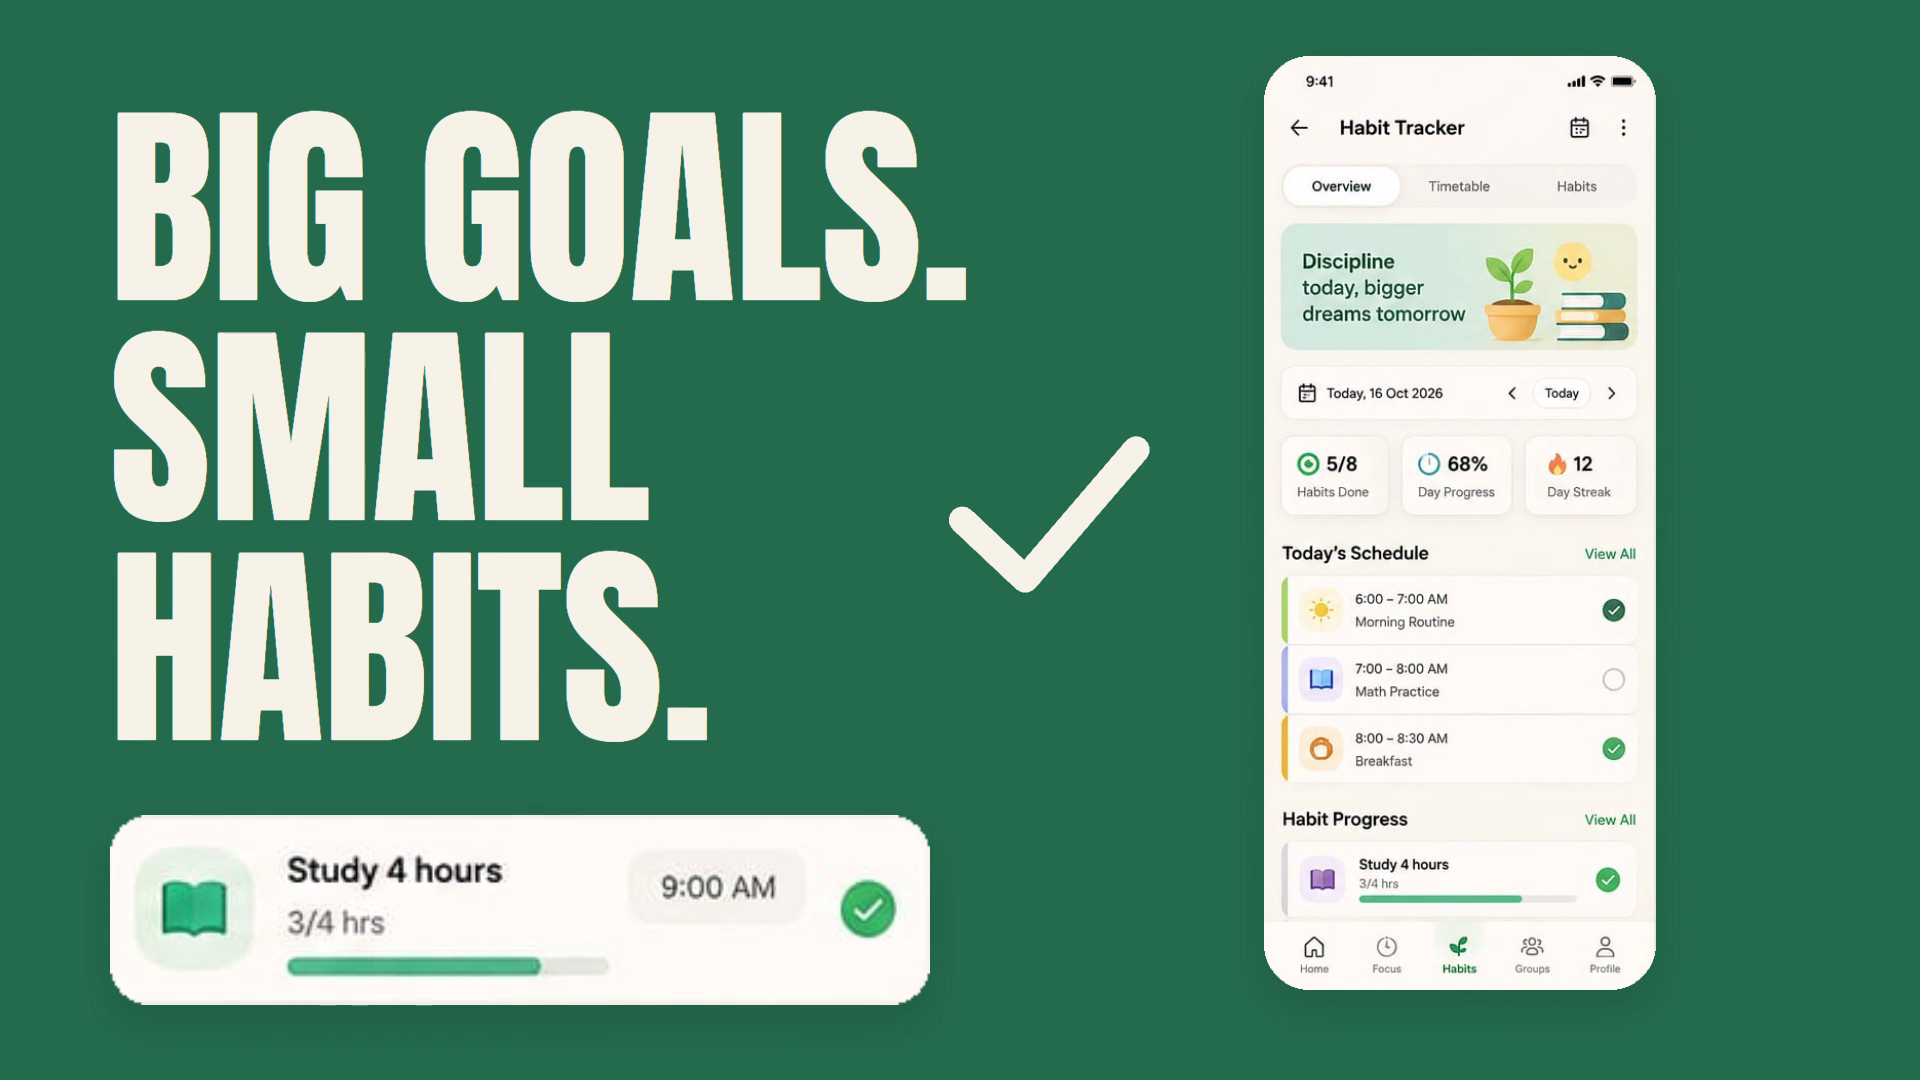 BIG GOALS.
SMALL
HABITS.
Study 4 hours
3/4 hrs
9:00 AM
9:41
Habit Tracker
Overview
Timetable
Habits
Discipline
today, bigger
dreams tomorrow
Today, 16 Oct 2026
Today
5/8
Habits Done
68%
Day Progress
12
Day Streak
Today's Schedule
View All
6:00 – 7:00 AM
Morning Routine
7:00 – 8:00 AM
Math Practice
8:00 – 8:30 AM
Breakfast
Habit Progress
View All
Study 4 hours
3/4 hrs
Home
Focus
Habits
Groups
Profile